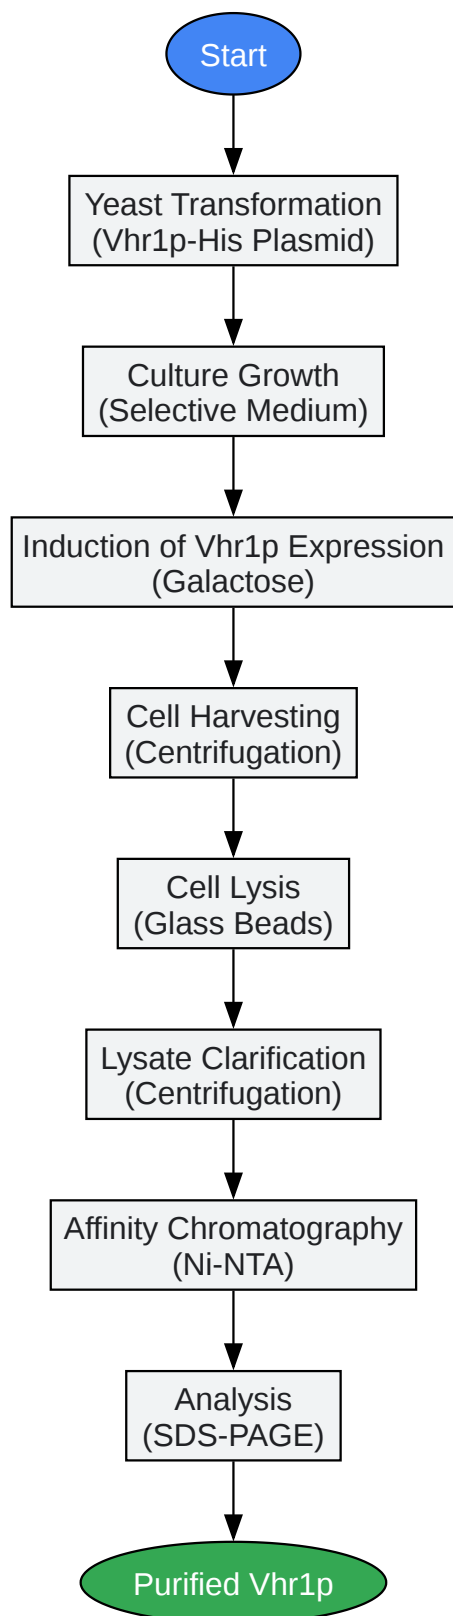 Start
Yeast Transformation
(Vhr1p-His Plasmid)
Culture Growth
(Selective Medium)
Induction of Vhr1p Expression
(Galactose)
Cell Harvesting
(Centrifugation)
Cell Lysis
(Glass Beads)
Lysate Clarification
(Centrifugation)
Affinity Chromatography
(Ni-NTA)
Analysis
(SDS-PAGE)
Purified Vhr1p